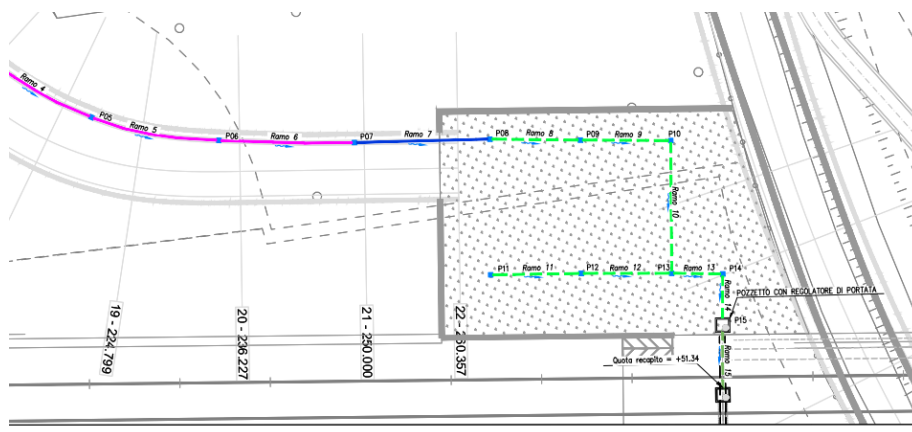 Ramo 4
P05
Ramo 5
P06
Ramo 6
P07
Ramo 7
P08
Ramo 8
P09
Ramo 9
P10
Ramo 10
P11
Ramo 11
P12
Ramo 12
P13
Ramo 13
P14
Ramo 14
POZZETTO CON REGOLATORE DI PORTATA
P15
Ramo 15
Quota recapito = +51.34
19 - 224.799
20 - 236.227
21 - 250.000
22 - 260.357